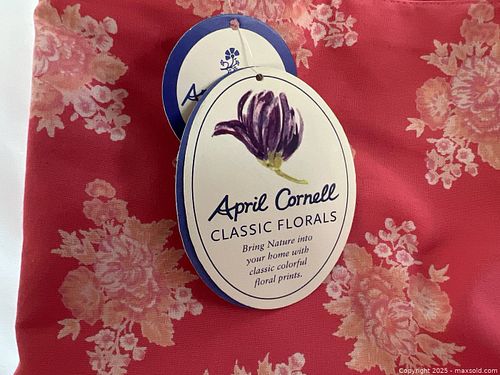 April Cornell
CLASSIC FLORALS
Bring Nature into
your home with
classic colorful
floral prints.
Copyright 2025 - maxsold.com